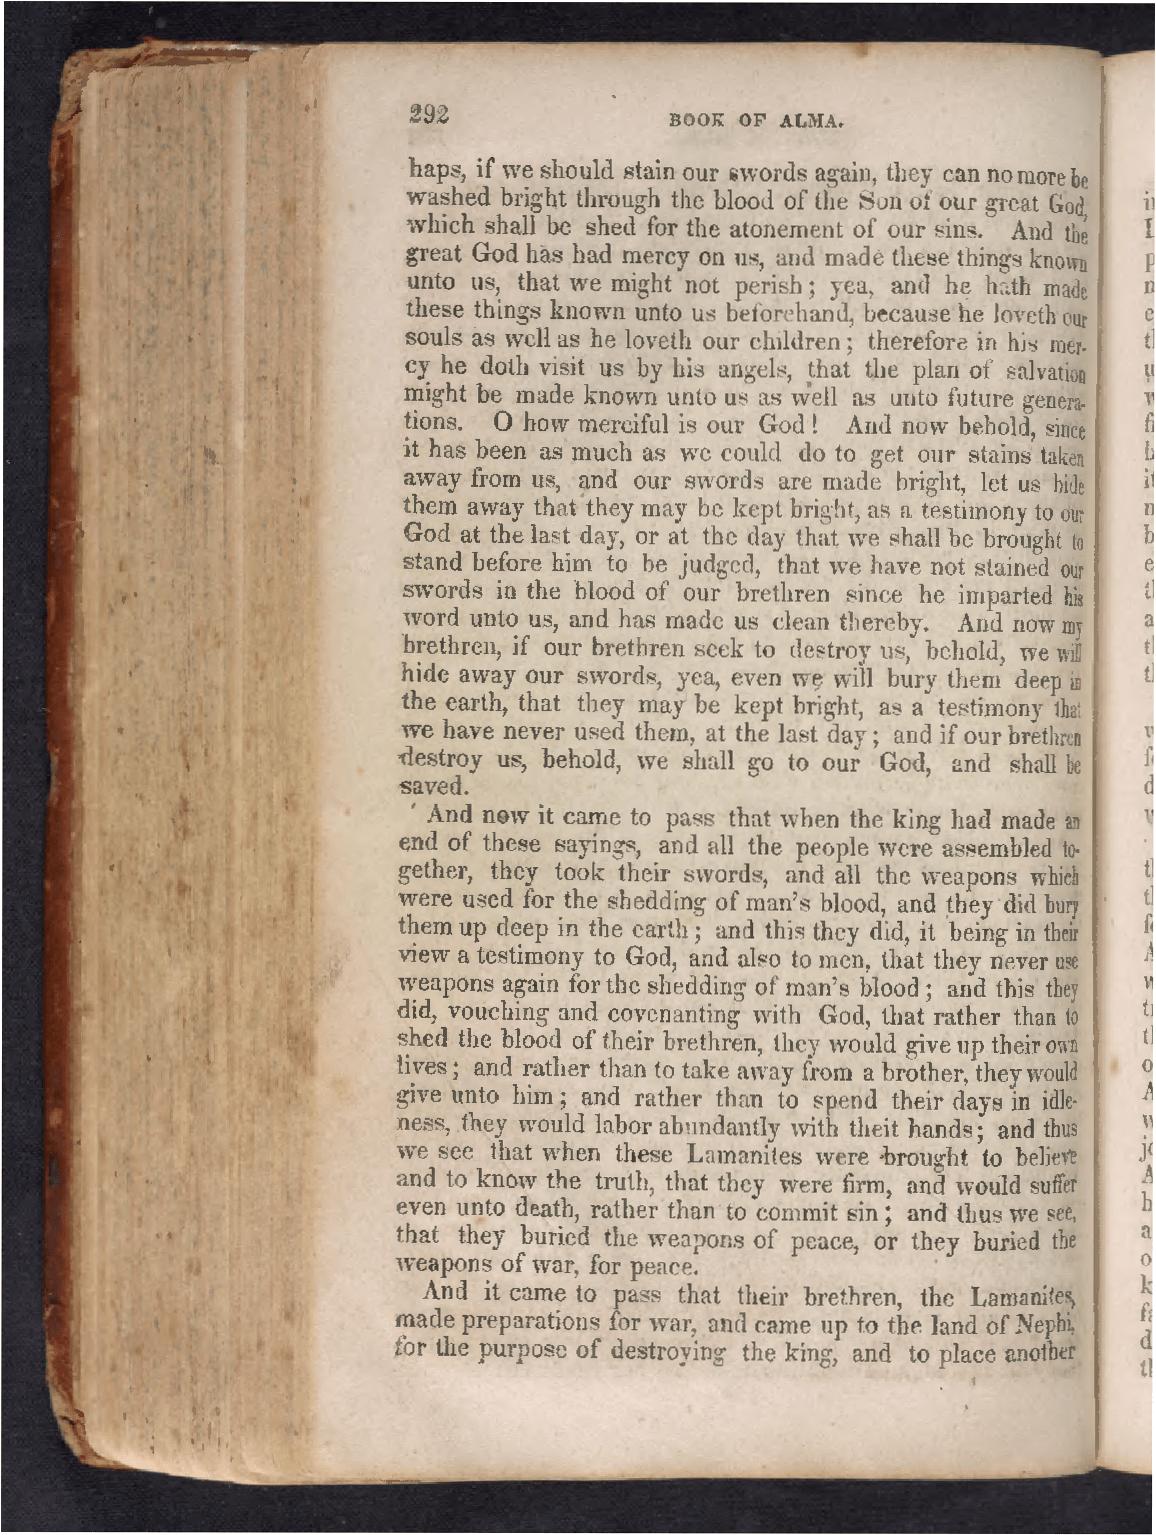 292 BOOK OF ALMA.
haps, if we should stain our swords again, they can no more be
washed bright through the blood of the Son of our great God,
which shall be shed for the atonement of our sins. And the
great God has had mercy on us, and made these things known
unto us, that we might not perish; yea, and he hath made
these things known unto us beforehand, because he loveth our
souls as well as he loveth our children; therefore in his mer-
cy he doth visit us by his angels, that the plan of salvation
might be made known unto us as well as unto future genera-
tions. O how merciful is our God! And now behold, since
it has been as much as we could do to get our stains taken
away from us, and our swords are made bright, let us hide
them away that they may be kept bright, as a testimony to our
God at the last day, or at the day that we shall be brought to
stand before him to be judged, that we have not stained our
swords in the blood of our brethren since he imparted his
word unto us, and has made us clean thereby. And now my
brethren, if our brethren seek to destroy us, behold, we will
hide away our swords, yea, even we will bury them deep in
the earth, that they may be kept bright, as a testimony that
we have never used them, at the last day; and if our brethren
destroy us, behold, we shall go to our God, and shall be
saved.
And now it came to pass that when the king had made an
end of these sayings, and all the people were assembled to-
gether, they took their swords, and all the weapons which
were used for the shedding of man's blood, and they did bury
them up deep in the earth; and this they did, it being in their
view a testimony to God, and also to men, that they never use
weapons again for the shedding of man's blood; and this they
did, vouching and covenanting with God, that rather than to
shed the blood of their brethren, they would give up their own
lives; and rather than to take away from a brother, they would
give unto him; and rather than to spend their days in idle-
ness, they would labor abundantly with theit hands; and thus
we see that when these Lamanites were brought to believe
and to know the truth, that they were firm, and would suffer
even unto death, rather than to commit sin; and thus we see,
that they buried the weapons of peace, or they buried the
weapons of war, for peace.
And it came to pass that their brethren, the Lamanites,
made preparations for war, and came up to the land of Nephi,
for the purpose of destroying the king, and to place another